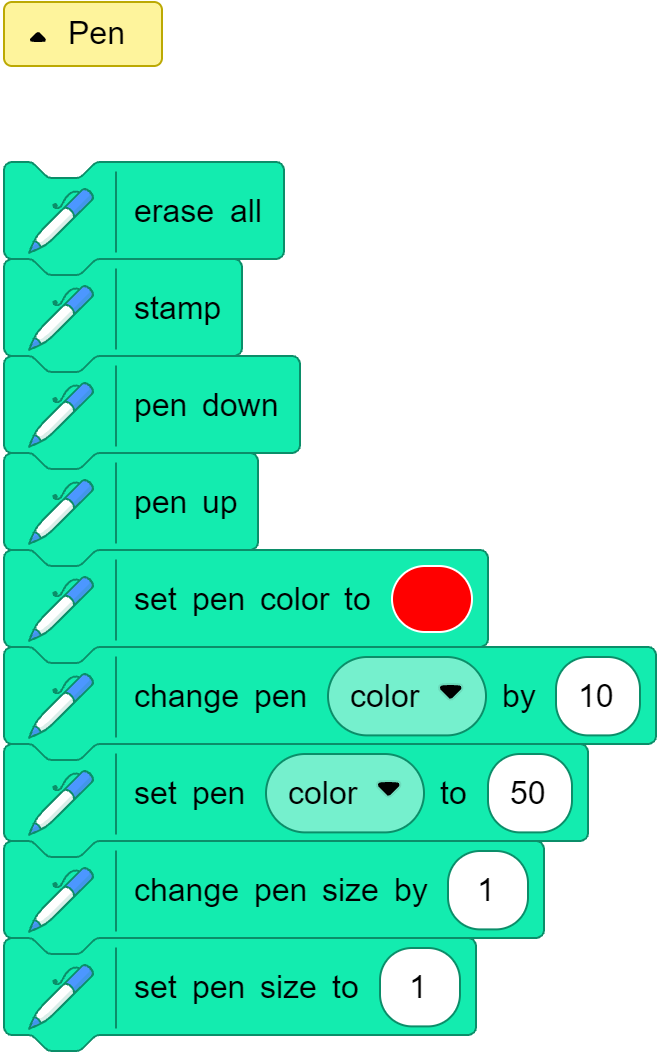 Pen
erase all
stamp
pen down
pen up
set pen color to
change pen color by 10
set pen color to 50
change pen size by 1
set pen size to 1